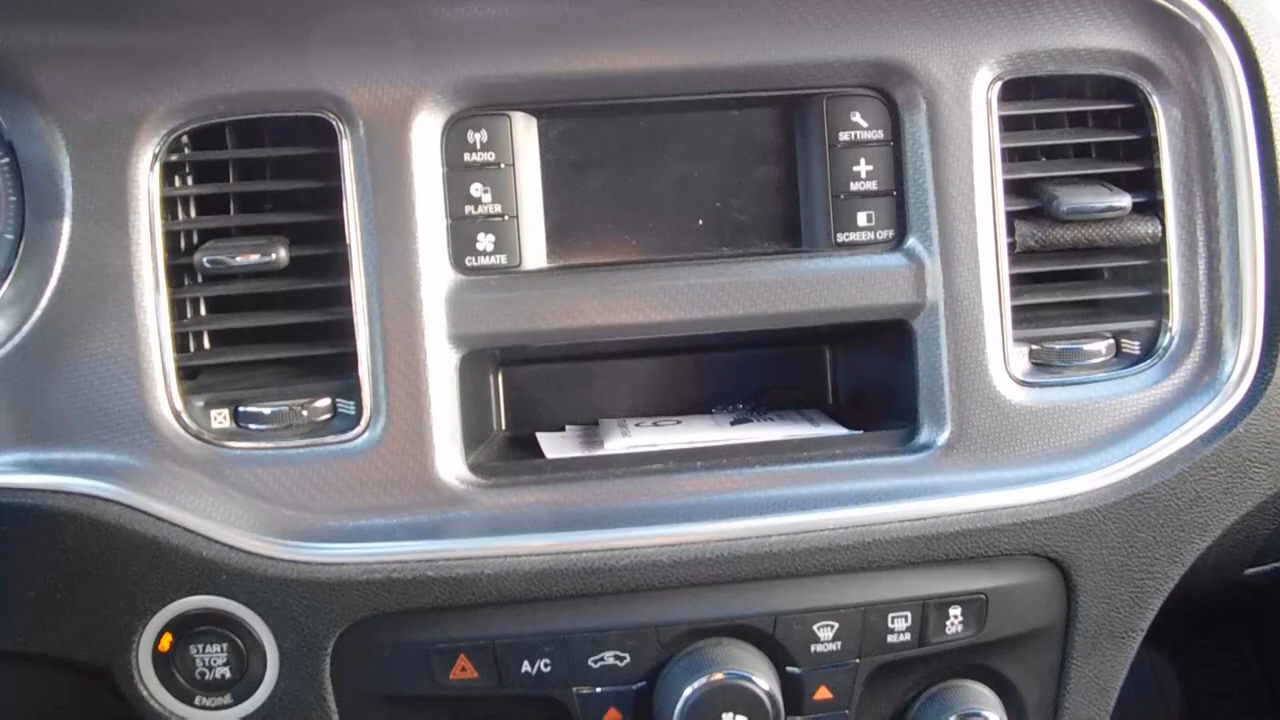 RADIO
PLAYER
CLIMATE
SETTINGS
MORE
SCREEN OFF
START
STOP
ENGINE
A/C
FRONT
REAR
OFF